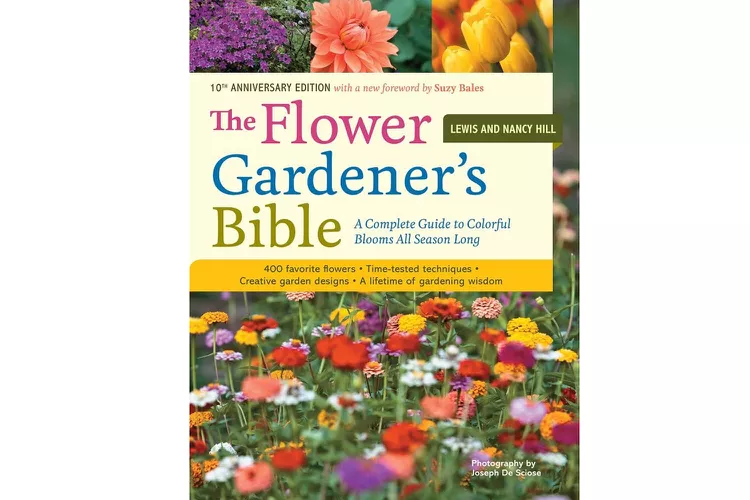 10TH ANNIVERSARY EDITION with a new foreword by Suzy Bales
The Flower
LEWIS AND NANCY HILL
Gardener's
Bible
A Complete Guide to Colorful
Blooms All Season Long
400 favorite flowers • Time-tested techniques •
Creative garden designs • A lifetime of gardening wisdom
Photography by
Joseph De Sciose